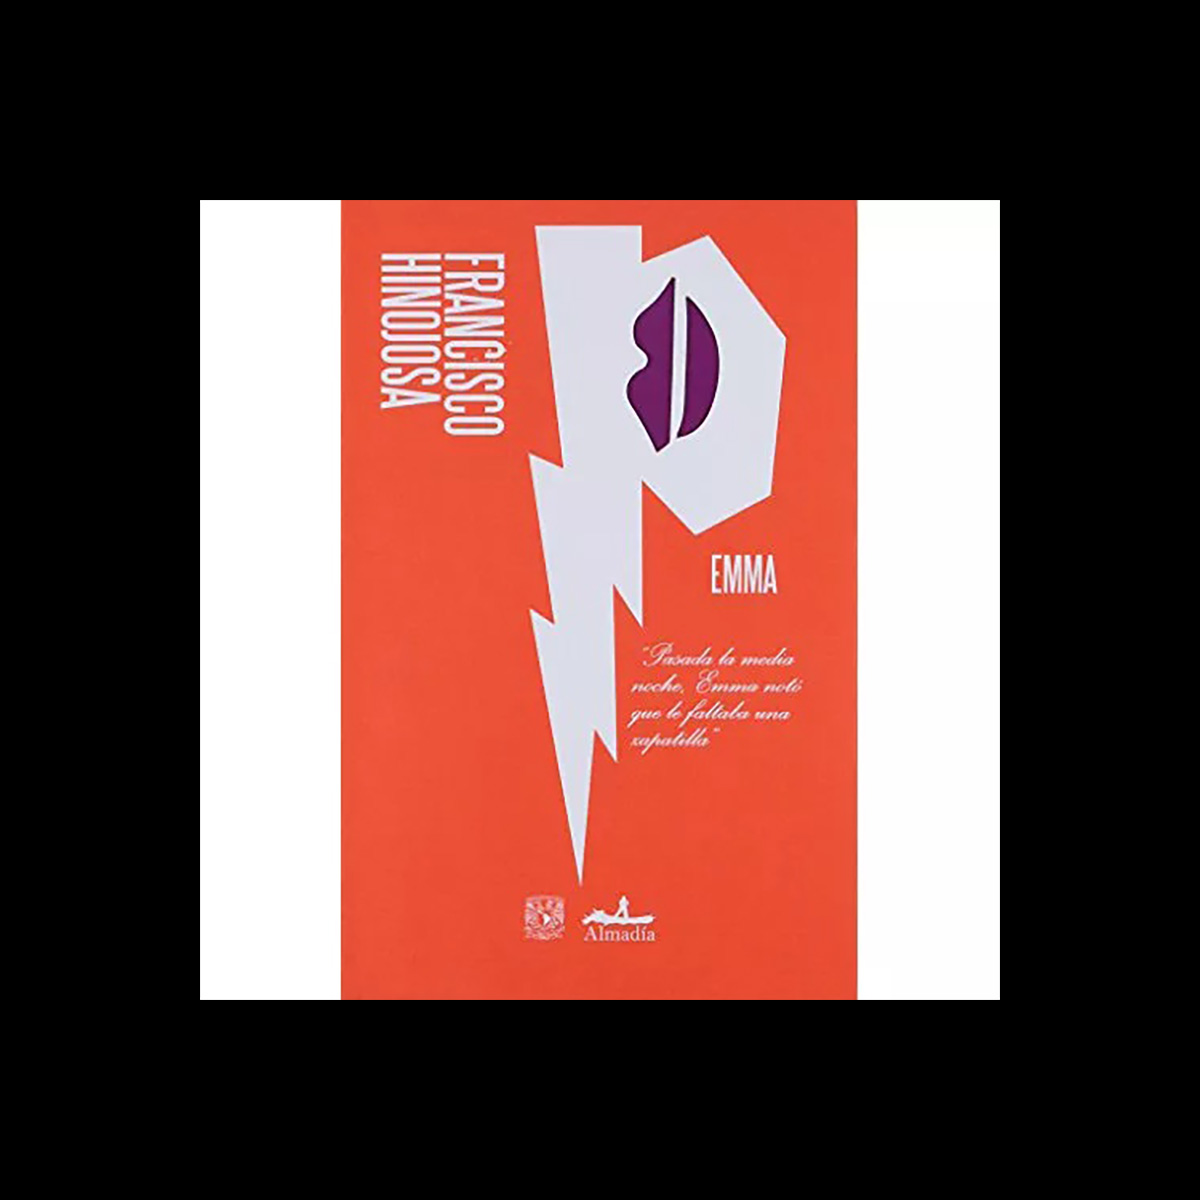 FRANCISCO
HINOJOSA
P
EMMA
"Pasada la media
noche, Emma notó
que le faltaba una
zapatilla"
Almadía